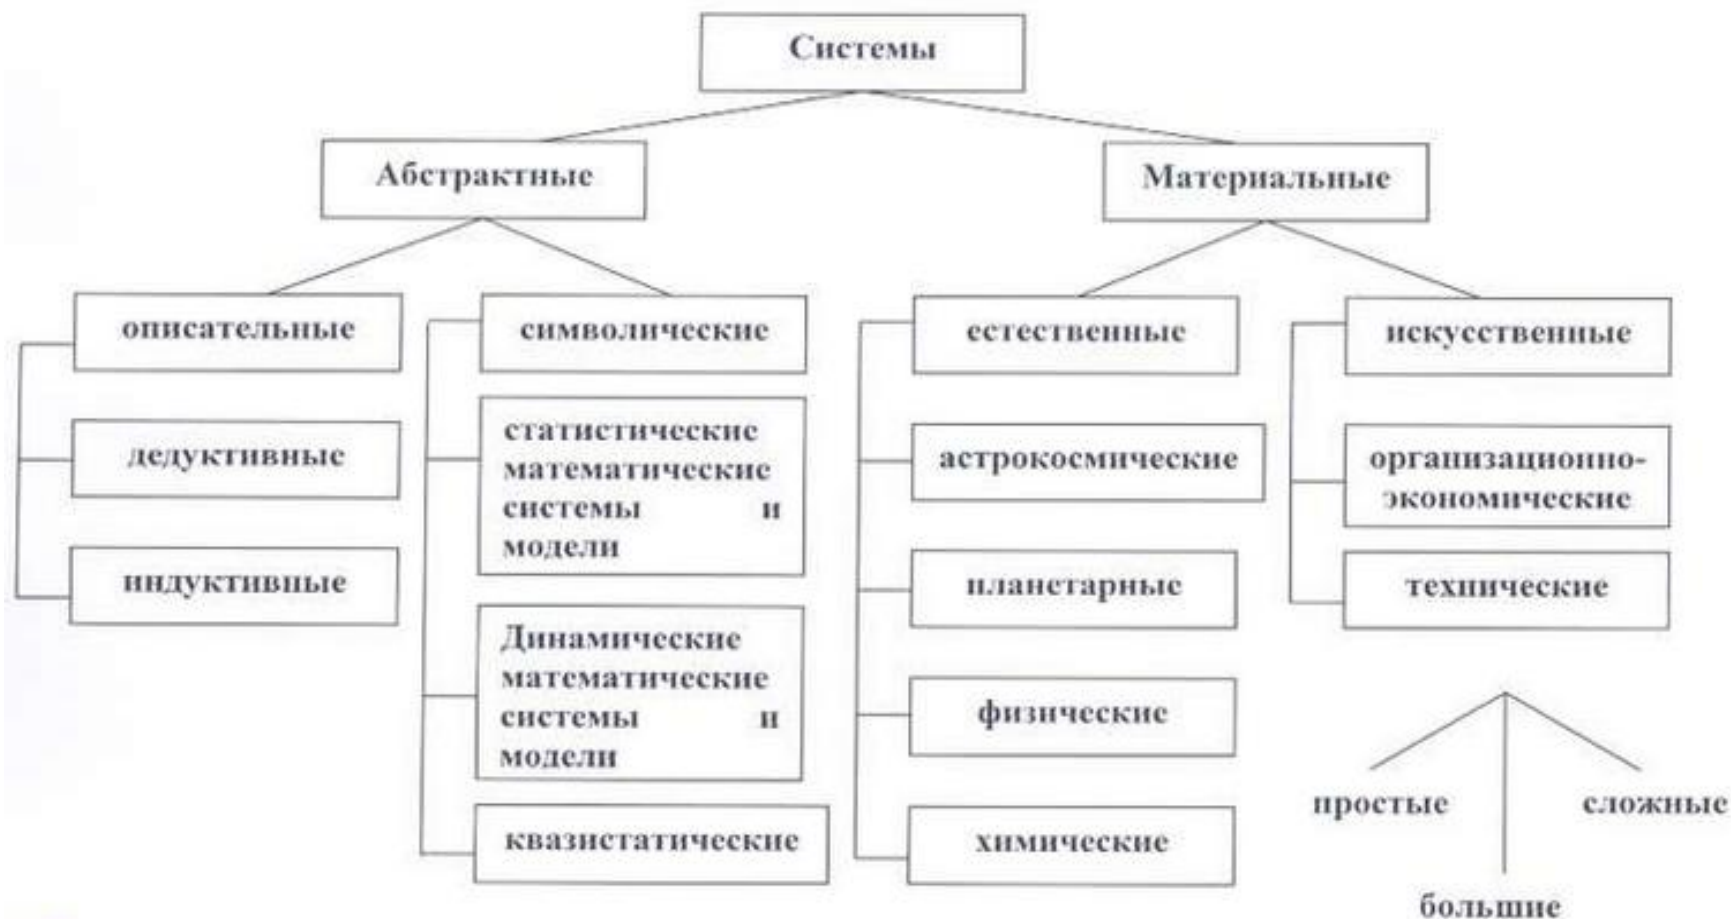 Системы
Абстрактные
Материальные
описательные
символические
естественные
искусственные
дедуктивные
статистические
математические
системы и
модели
астрокосмические
организационно-
экономические
индуктивные
Динамические
математические
системы и
модели
планетарные
технические
физические
простые
сложные
квазистатические
химические
большие